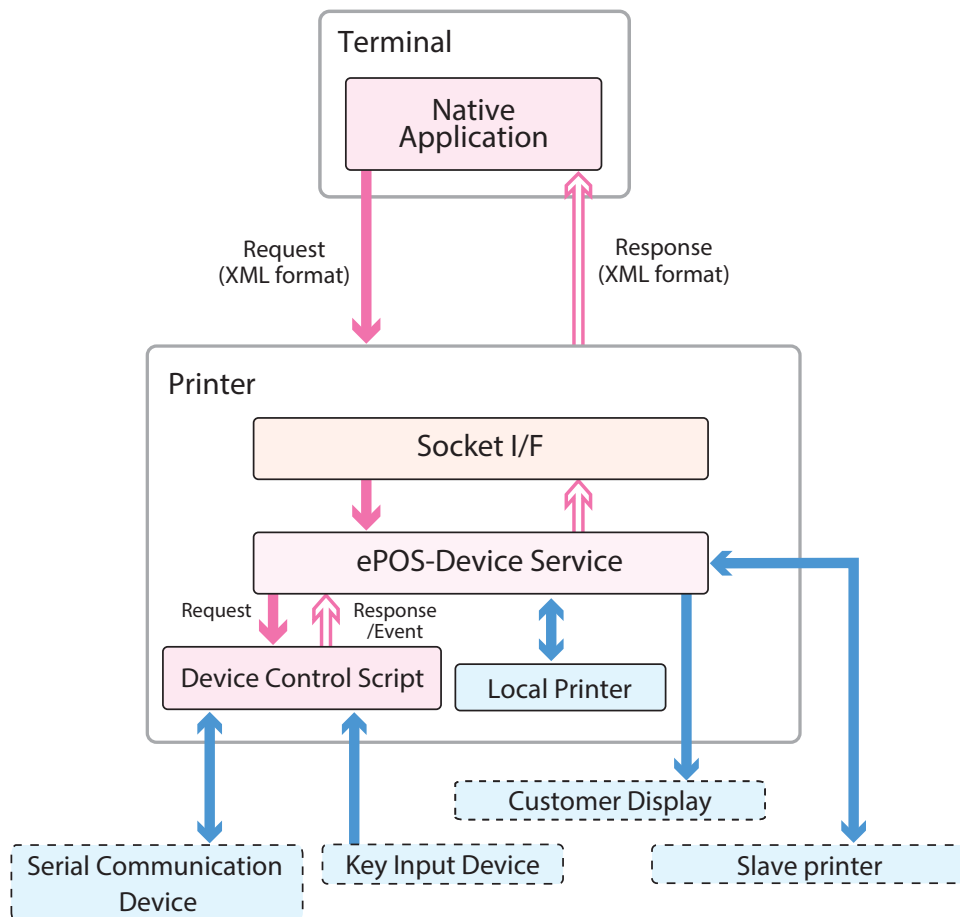 Terminal
Native
Application
Request
(XML format)
Response
(XML format)
Printer
Socket I/F
ePOS-Device Service
Request
Response
/Event
Device Control Script
Local Printer
Customer Display
Serial Communication
Device
Key Input Device
Slave printer